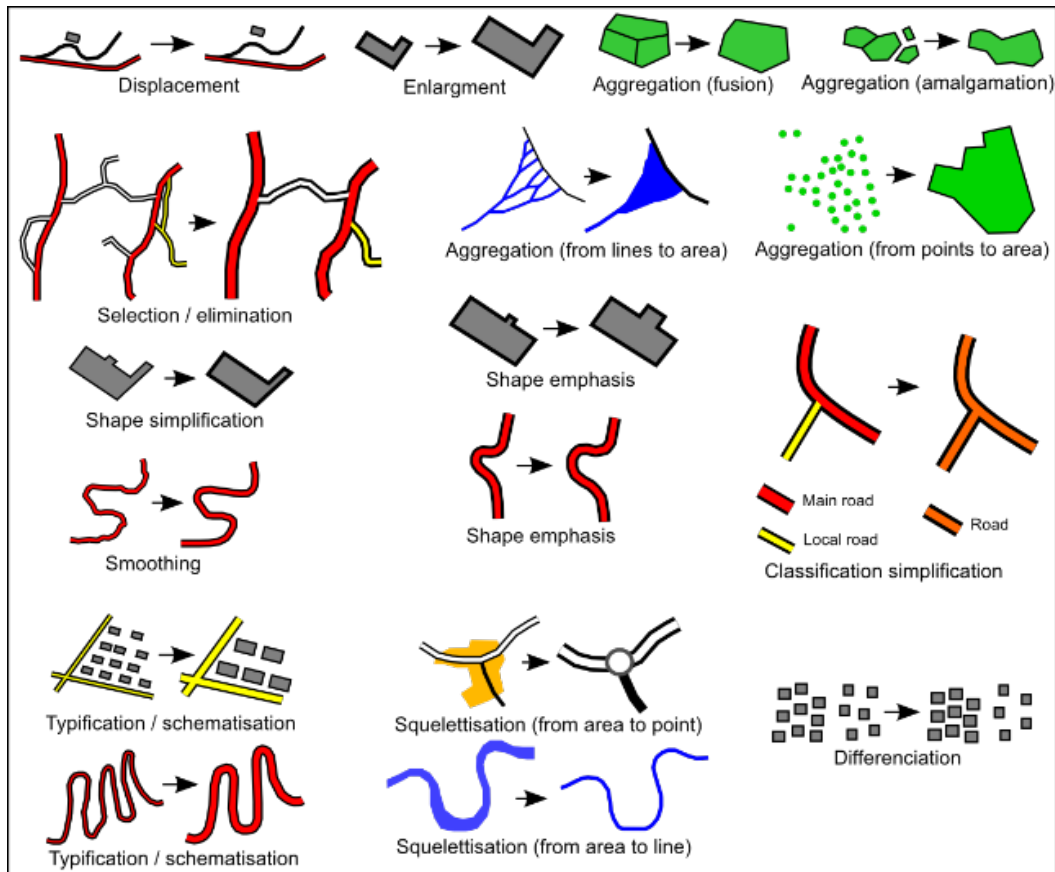 Displacement
Enlargment
Aggregation (fusion)
Aggregation (amalgamation)
Selection / elimination
Aggregation (from lines to area)
Aggregation (from points to area)
Shape simplification
Shape emphasis
Smoothing
Shape emphasis
Main road
Local road
Road
Classification simplification
Typification / schematisation
Squelettisation (from area to point)
Differenciation
Typification / schematisation
Squelettisation (from area to line)